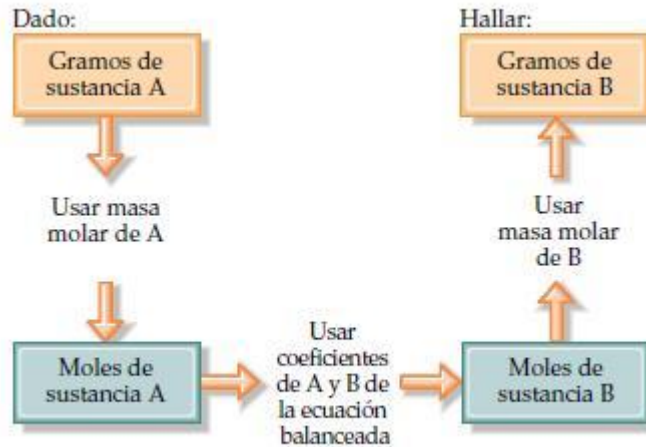 Dado:
Gramos de
sustancia A
Usar masa
molar de A
Moles de
sustancia A
Usar
coeficientes
de A y B de
la ecuación
balanceada
Moles de
sustancia B
Usar
masa molar
de B
Hallar:
Gramos de
sustancia B